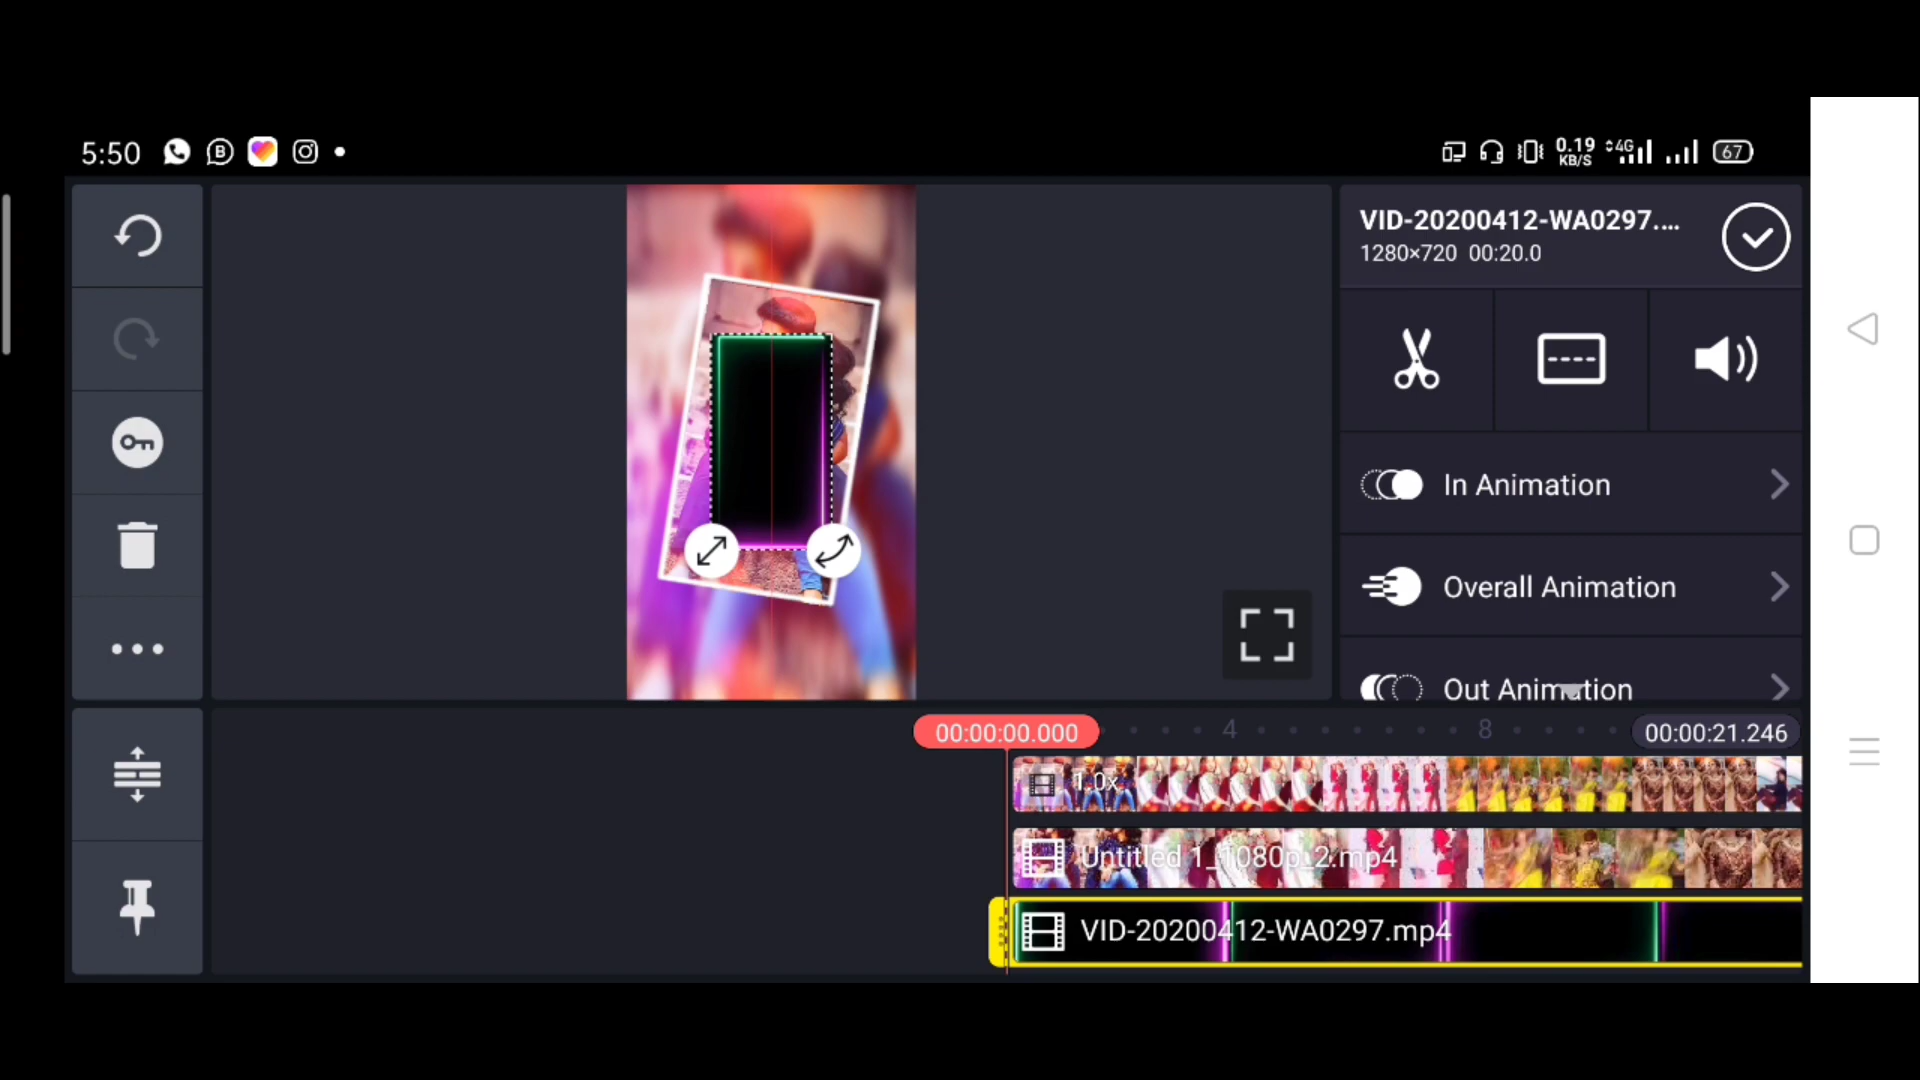 5:50
0.19
KB/S
4G
67
VID-20200412-WA0297....
1280×720 00:20.0
In Animation
Overall Animation
Out Animation
00:00:00.000
4
8
00:00:21.246
1.0x
Untitled 1_1080p_2.mp4
VID-20200412-WA0297.mp4